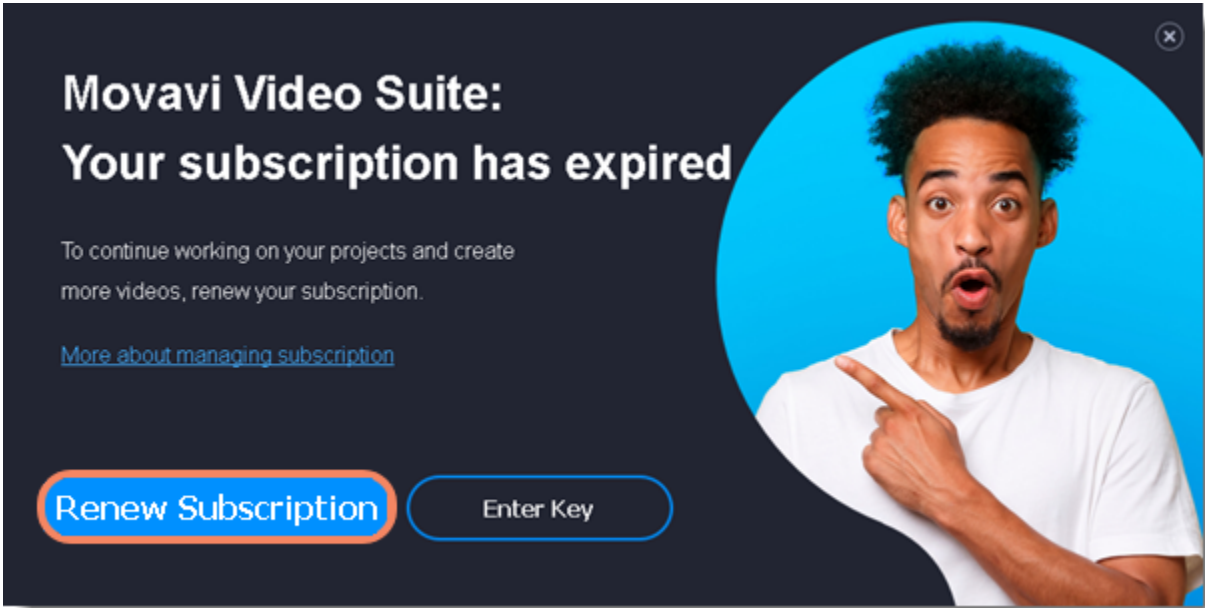 Movavi Video Suite:
Your subscription has expired
To continue working on your projects and create
more videos, renew your subscription.
More about managing subscription
Renew Subscription
Enter Key